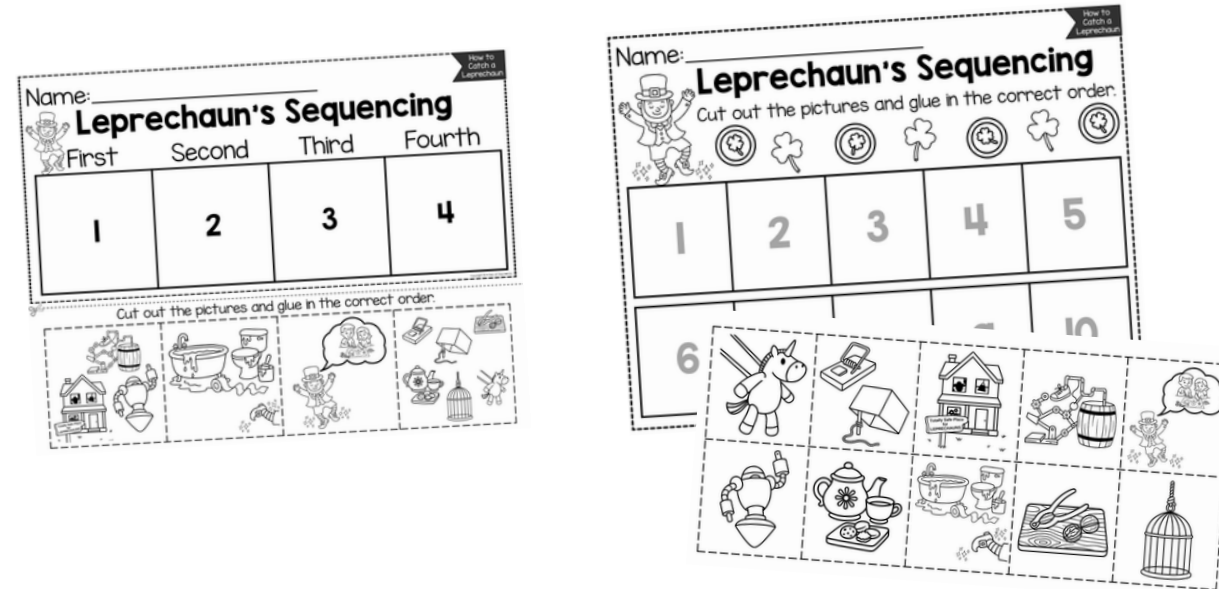 How to
Catch a
Leprechaun
Name:
Leprechaun's Sequencing
First Second Third Fourth
1 2 3 4
Cut out the pictures and glue in the correct order.
How to
Catch a
Leprechaun
Name:
Leprechaun's Sequencing
Cut out the pictures and glue in the correct order.
1 2 3 4 5
6 10